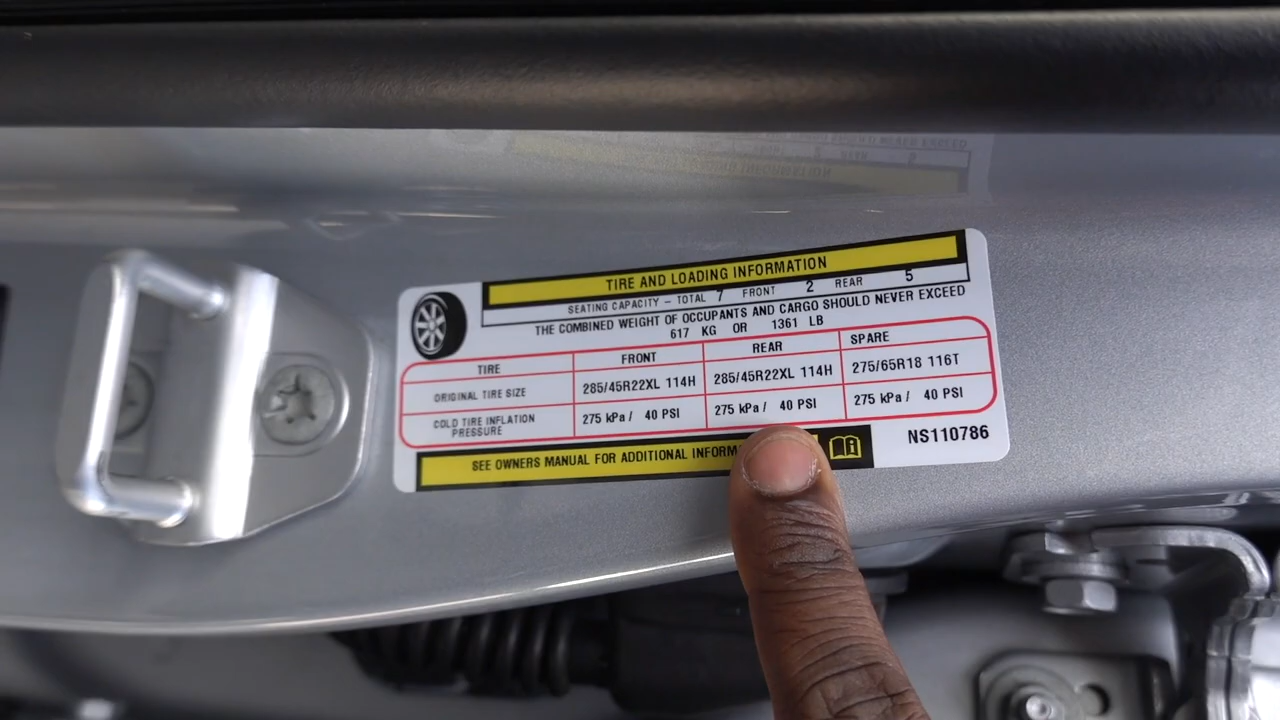 TIRE AND LOADING INFORMATION
SEATING CAPACITY – TOTAL 7 FRONT 2 REAR 5
THE COMBINED WEIGHT OF OCCUPANTS AND CARGO SHOULD NEVER EXCEED
617 KG OR 1361 LB
TIRE FRONT REAR SPARE
ORIGINAL TIRE SIZE 285/45R22XL 114H 285/45R22XL 114H 275/65R18 116T
COLD TIRE INFLATION PRESSURE 275 kPa / 40 PSI 275 kPa / 40 PSI 275 kPa / 40 PSI
SEE OWNERS MANUAL FOR ADDITIONAL
NS110786